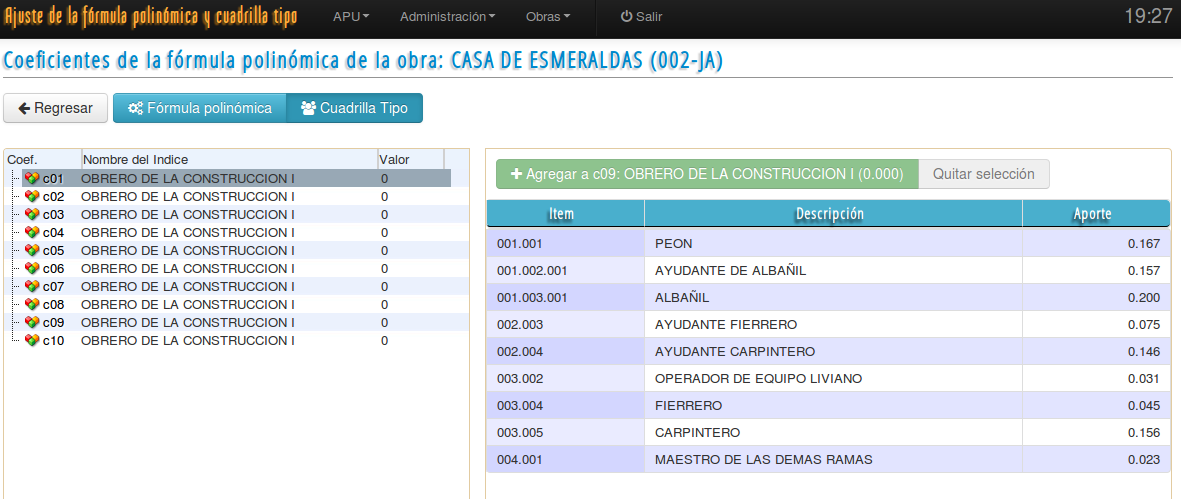 Ajuste de la fórmula polinómica y cuadrilla tipo APU Administración Obras Salir 19:27
Coeficientes de la fórmula polinómica de la obra: CASA DE ESMERALDAS (002-JA)
Regresar Fórmula polinómica Cuadrilla Tipo
Coef. Nombre del Indice Valor
c01 OBRERO DE LA CONSTRUCCION I 0
c02 OBRERO DE LA CONSTRUCCION I 0
c03 OBRERO DE LA CONSTRUCCION I 0
c04 OBRERO DE LA CONSTRUCCION I 0
c05 OBRERO DE LA CONSTRUCCION I 0
c06 OBRERO DE LA CONSTRUCCION I 0
c07 OBRERO DE LA CONSTRUCCION I 0
c08 OBRERO DE LA CONSTRUCCION I 0
c09 OBRERO DE LA CONSTRUCCION I 0
c10 OBRERO DE LA CONSTRUCCION I 0
Agregar a c09: OBRERO DE LA CONSTRUCCION I (0.000) Quitar selección
Item Descripción Aporte
001.001 PEON 0.167
001.002.001 AYUDANTE DE ALBAÑIL 0.157
001.003.001 ALBAÑIL 0.200
002.003 AYUDANTE FIERRERO 0.075
002.004 AYUDANTE CARPINTERO 0.146
003.002 OPERADOR DE EQUIPO LIVIANO 0.031
003.004 FIERRERO 0.045
003.005 CARPINTERO 0.156
004.001 MAESTRO DE LAS DEMAS RAMAS 0.023